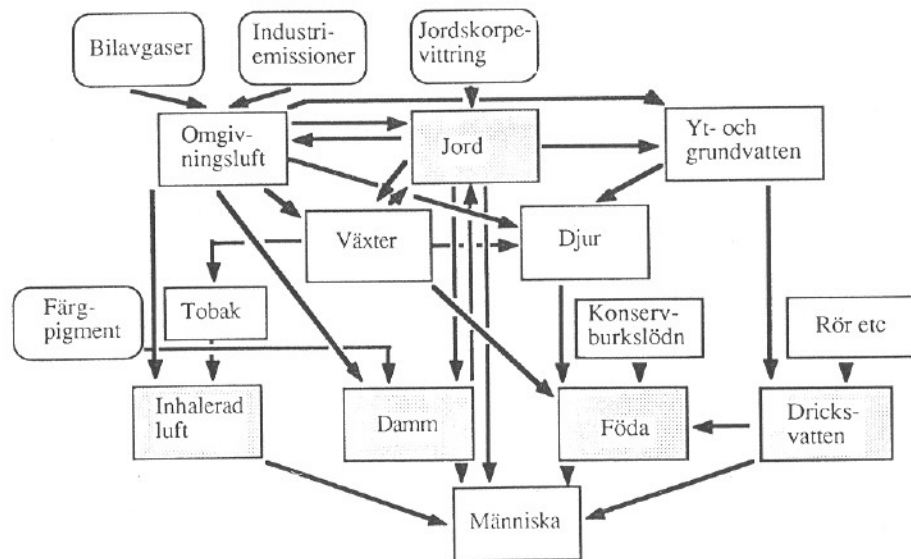 Bilavgaser
Industri-
emissioner
Jordskorpe-
vittring
Omgiv-
ningsluft
Jord
Yt- och
grundvatten
Växter
Djur
Färg-
pigment
Tobak
Konserv-
burkslödn
Rör etc
Inhalerad
luft
Damm
Föda
Dricks-
vatten
Människa